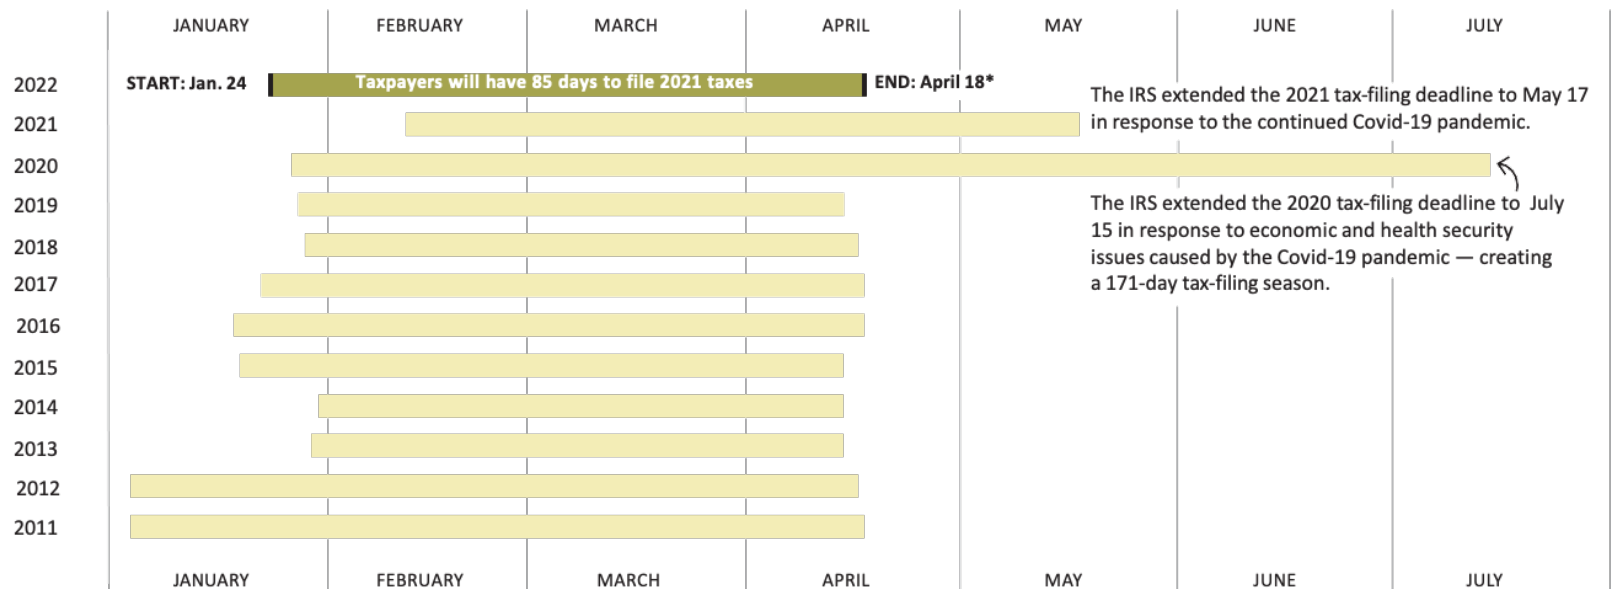 JANUARY FEBRUARY MARCH APRIL MAY JUNE JULY
2022 START: Jan. 24 Taxpayers will have 85 days to file 2021 taxes END: April 18*
The IRS extended the 2021 tax-filing deadline to May 17
in response to the continued Covid-19 pandemic.
2021
2020
The IRS extended the 2020 tax-filing deadline to July
15 in response to economic and health security
issues caused by the Covid-19 pandemic — creating
a 171-day tax-filing season.
2019
2018
2017
2016
2015
2014
2013
2012
2011
JANUARY FEBRUARY MARCH APRIL MAY JUNE JULY